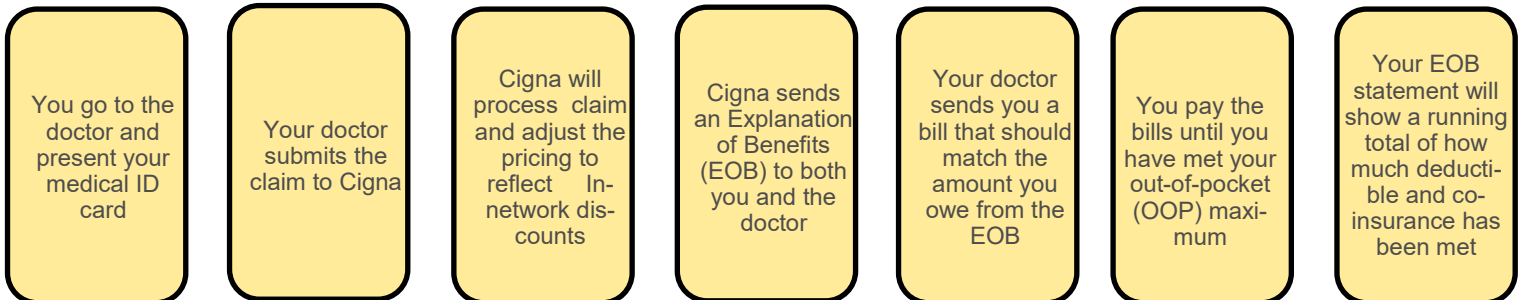 You go to the
doctor and
present your
medical ID
card
Your doctor
submits the
claim to Cigna
Cigna will
process claim
and adjust the
pricing to
reflect In-
network dis-
counts
Cigna sends
an Explanation
of Benefits
(EOB) to both
you and the
doctor
Your doctor
sends you a
bill that should
match the
amount you
owe from the
EOB
You pay the
bills until you
have met your
out-of-pocket
(OOP) maxi-
mum
Your EOB
statement will
show a running
total of how
much deducti-
ble and co-
insurance has
been met